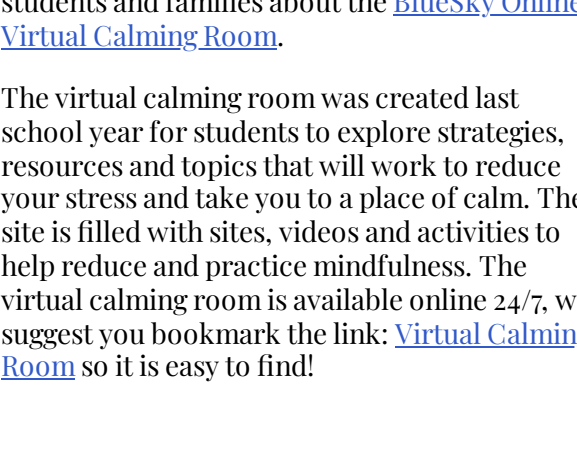 students and families about the BlueSky Online
Virtual Calming Room.
The virtual calming room was created last
school year for students to explore strategies,
resources and topics that will work to reduce
your stress and take you to a place of calm. The
site is filled with sites, videos and activities to
help reduce and practice mindfulness. The
virtual calming room is available online 24/7, w
suggest you bookmark the link: Virtual Calmin
Room so it is easy to find!